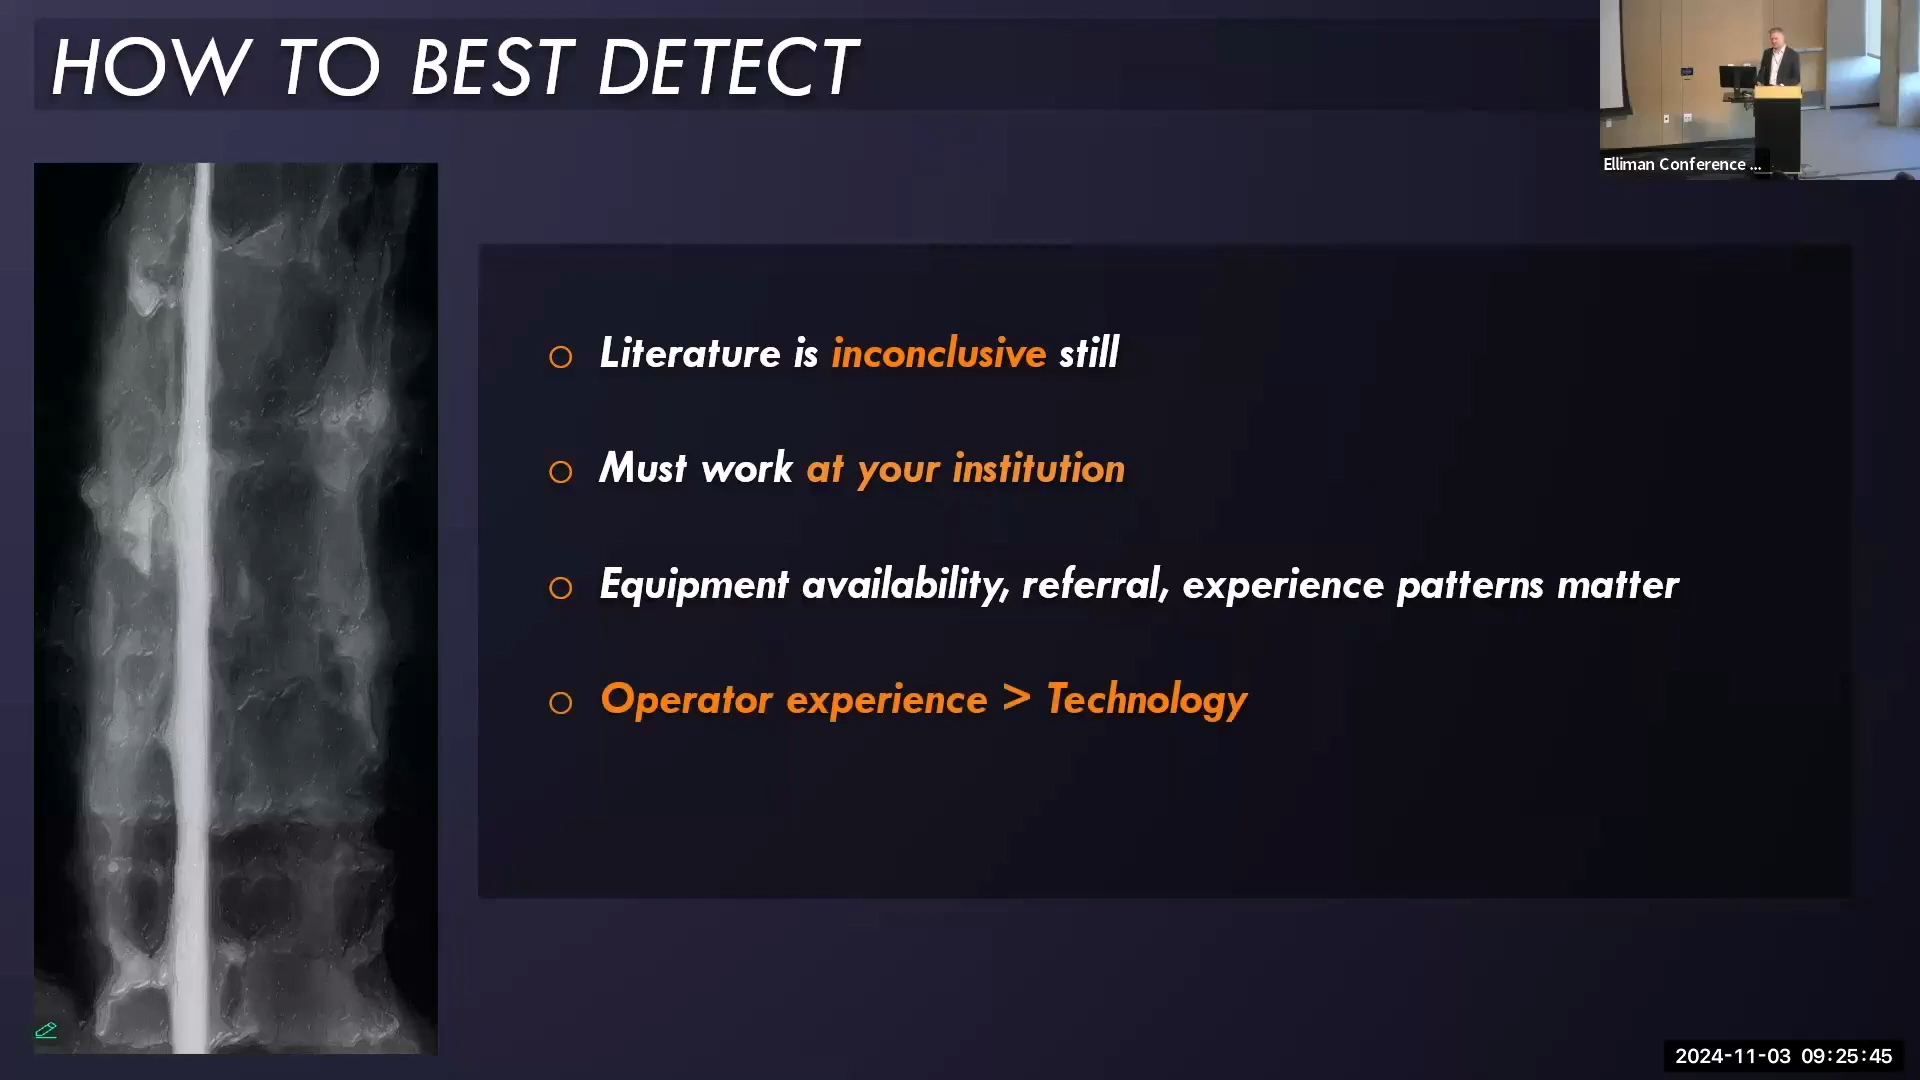 HOW TO BEST DETECT
Elliman Conference ...
Literature is inconclusive still
Must work at your institution
Equipment availability, referral, experience patterns matter
Operator experience > Technology
2024-11-03 09:25:45